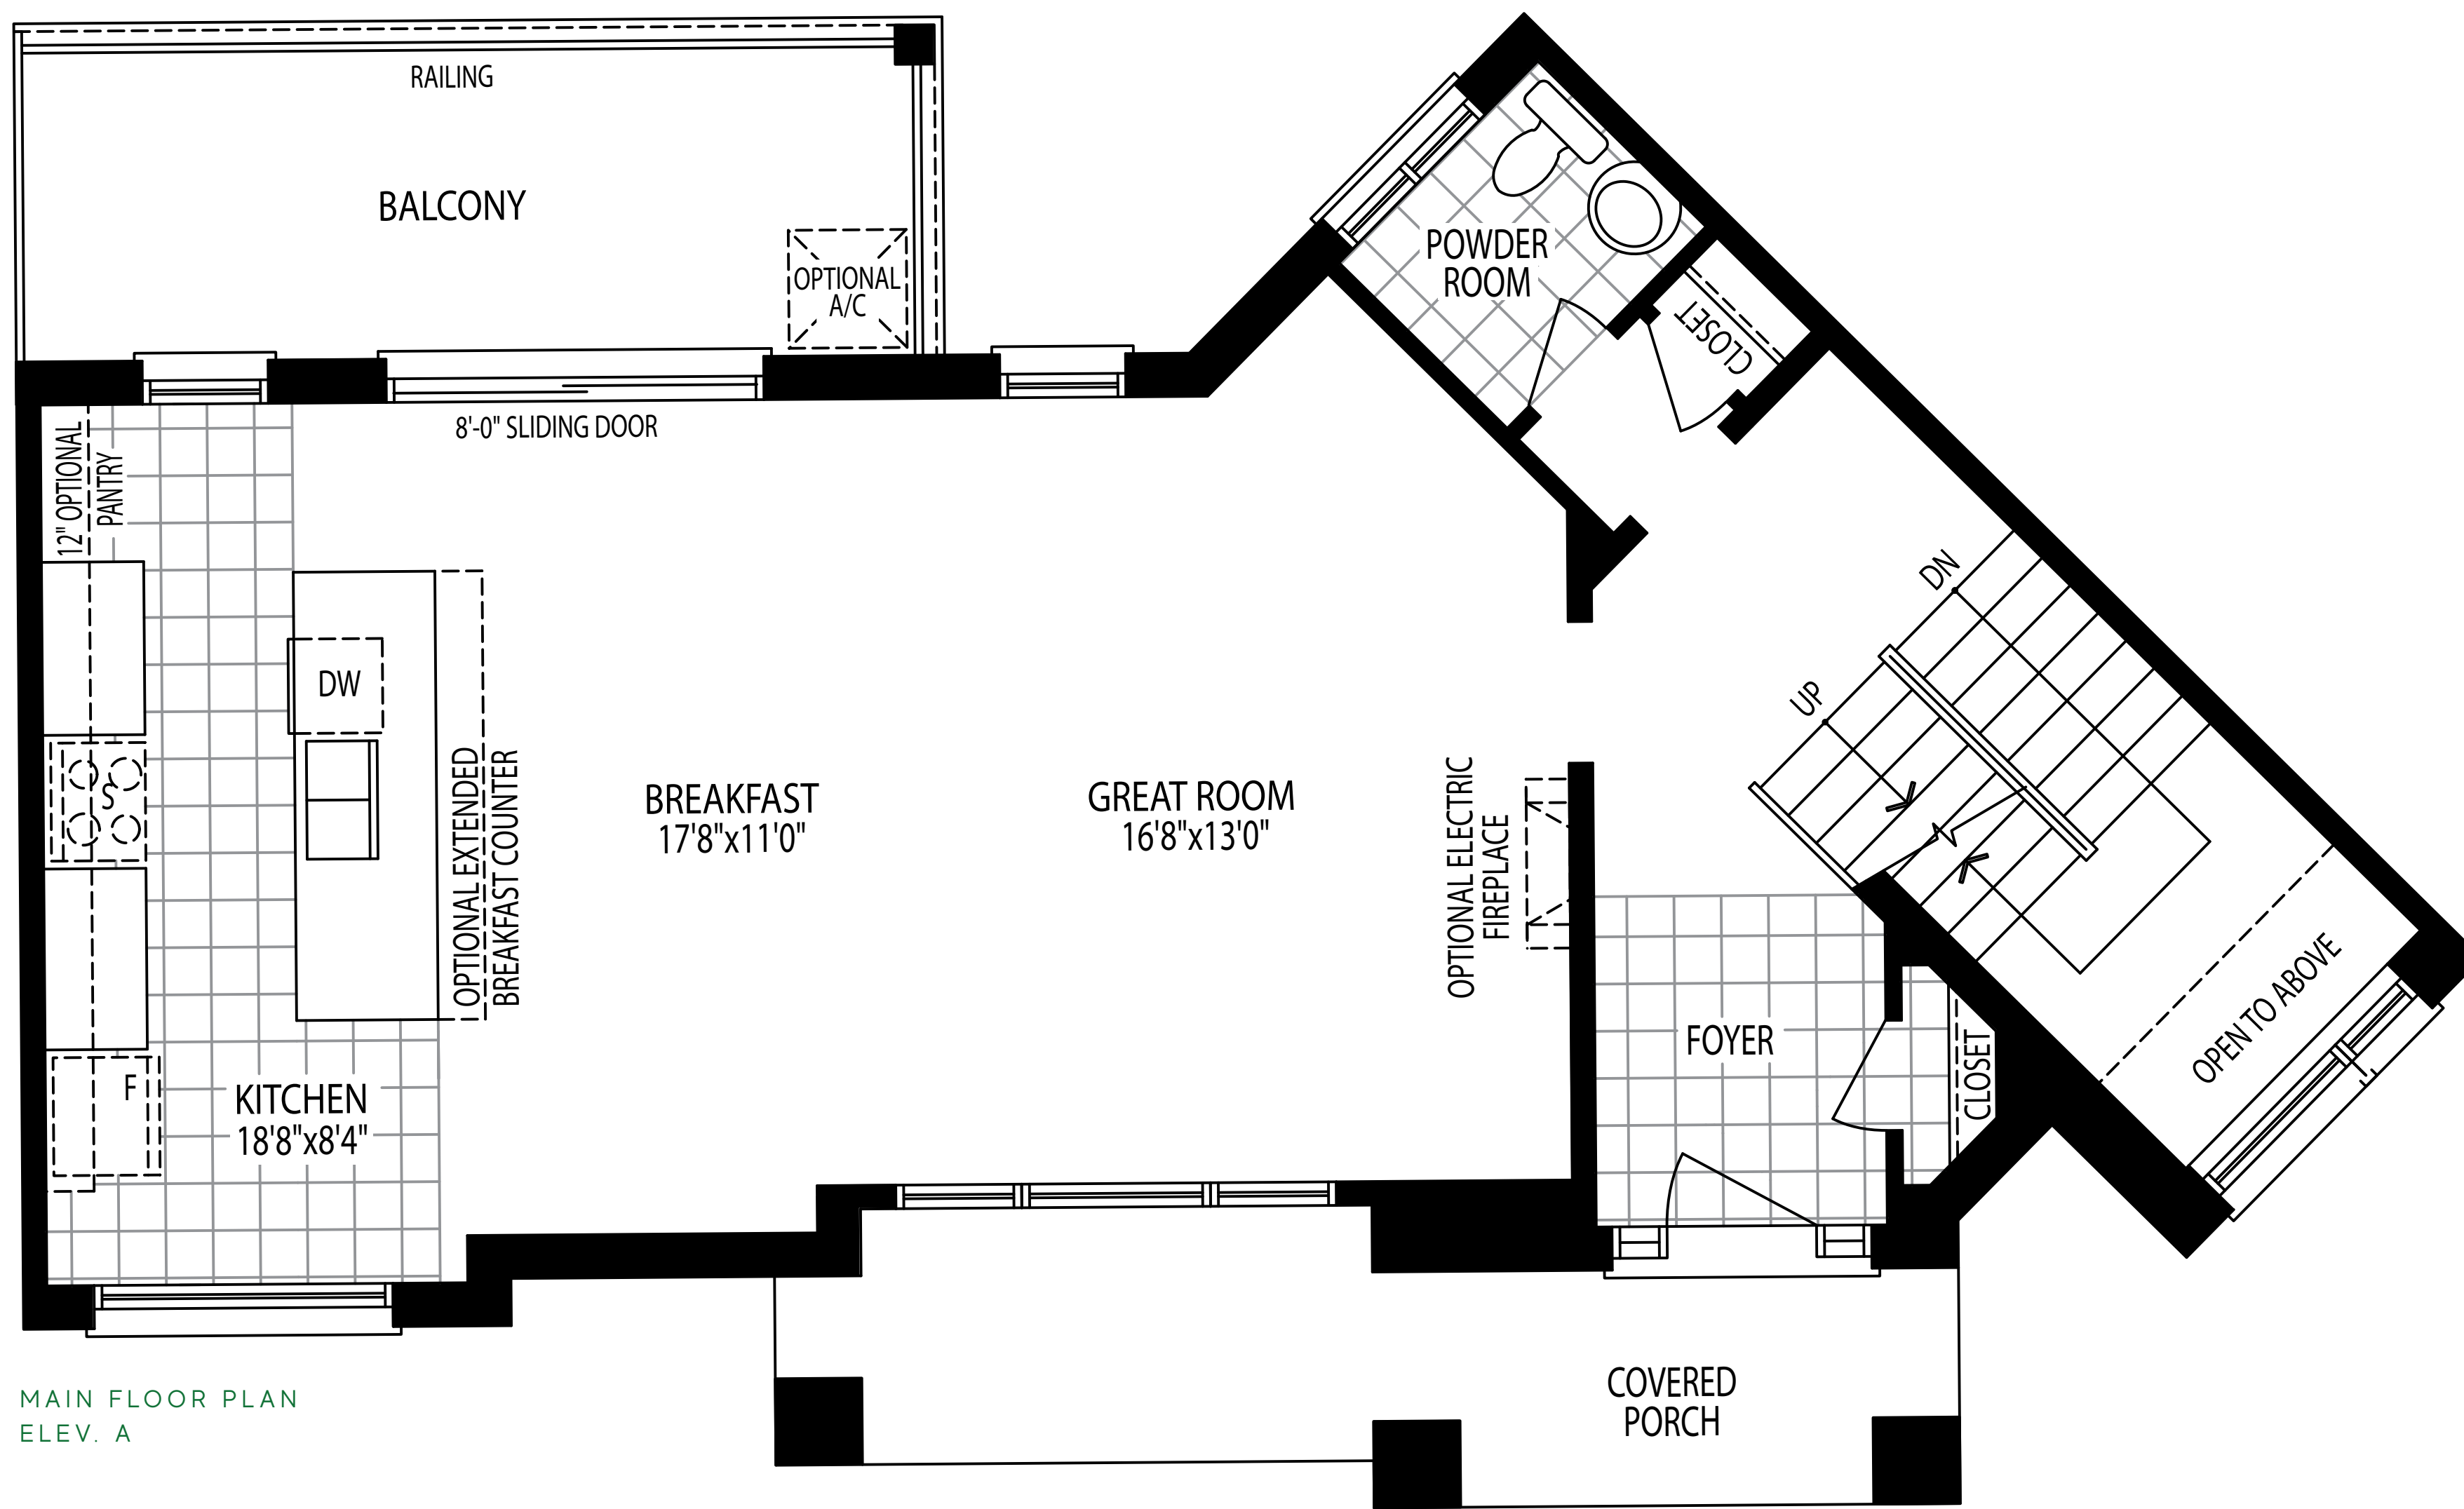 RAILING
BALCONY
OPTIONAL
A/C
8'-0" SLIDING DOOR
12" OPTIONAL
PANTRY
POWDER
ROOM
CLOSET
DN
UP
DW
S
F
OPTIONAL EXTENDED
BREAKFAST COUNTER
BREAKFAST
17'8"x11'0"
GREAT ROOM
16'8"x13'0"
OPTIONAL ELECTRIC
FIREPLACE
FOYER
CLOSET
OPEN TO ABOVE
KITCHEN
18'8"x8'4"
COVERED
PORCH
MAIN FLOOR PLAN
ELEV. A